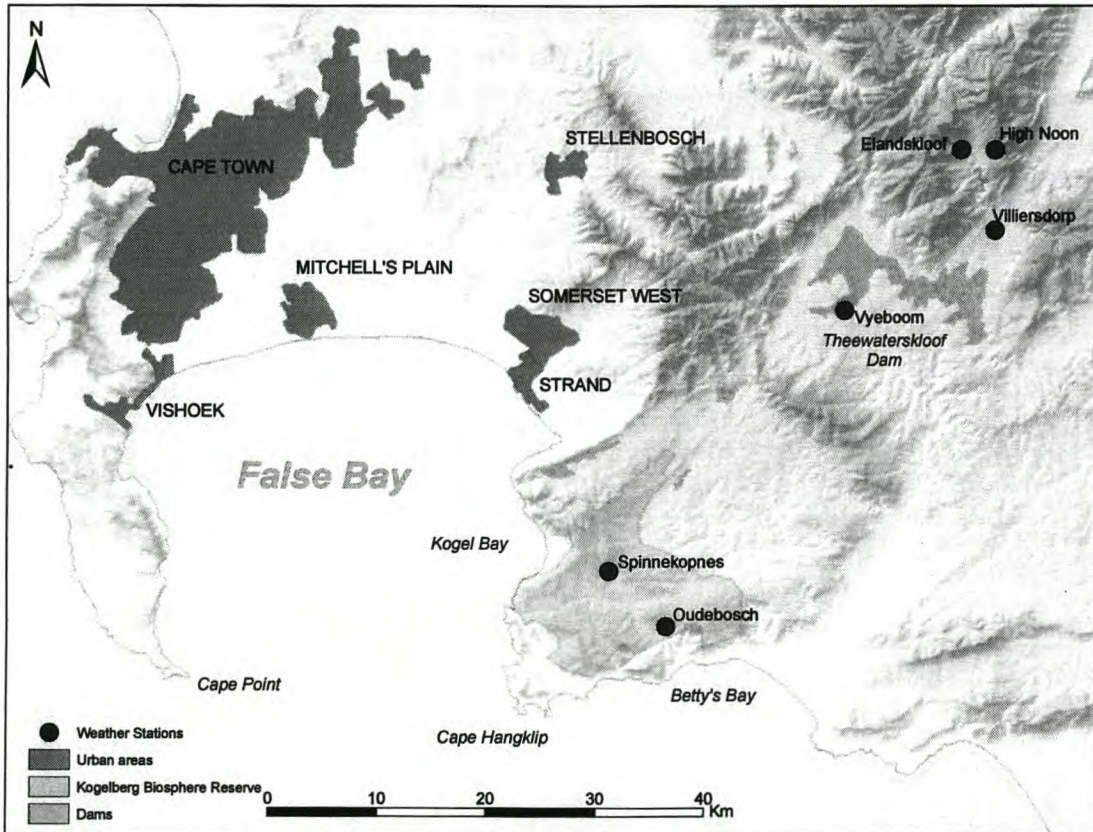 N
STELLENBOSCH
Elandskloof
High Noon
CAPE TOWN
Villiersdorp
MITCHELL'S PLAIN
SOMERSET WEST
Vyeboom
Theewaterskloof
Dam
STRAND
VISHOEK
False Bay
Kogel Bay
Spinnekopnes
Oudebosch
Cape Point
Betty's Bay
Cape Hangklip
Weather Stations
Urban areas
Kogelberg Biosphere Reserve
Dams
0 10 20 30 40
Km